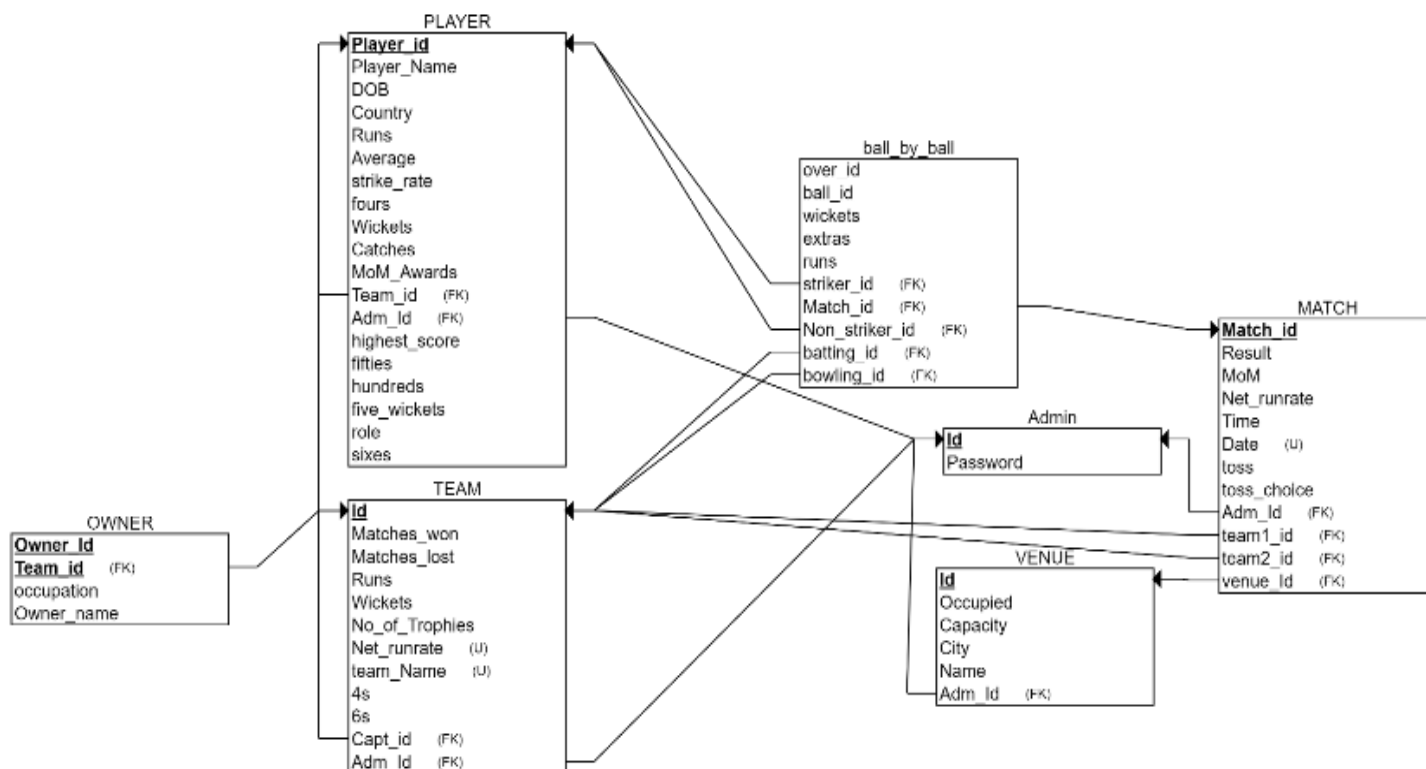 PLAYER
Player_id
Player_Name
DOB
Country
Runs
Average
strike_rate
fours
Wickets
Catches
MoM_Awards
Team_id (FK)
Adm_Id (FK)
highest_score
fifties
hundreds
five_wickets
role
sixes
ball_by_ball
over_id
ball_id
wickets
extras
runs
striker_id (FK)
Match_id (FK)
Non_striker_id (FK)
batting_id (FK)
bowling_id (FK)
MATCH
Match_id
Result
MoM
Net_runrate
Time
Date (U)
toss
toss_choice
Adm_Id (FK)
team1_id (FK)
team2_id (FK)
venue_Id (FK)
Admin
Id
Password
OWNER
Owner_Id
Team_id (FK)
occupation
Owner_name
TEAM
Id
Matches_won
Matches_lost
Runs
Wickets
No_of_Trophies
Net_runrate (U)
team_Name (U)
4s
6s
Capt_id (FK)
Adm_Id (FK)
VENUE
Id
Occupied
Capacity
City
Name
Adm_Id (FK)